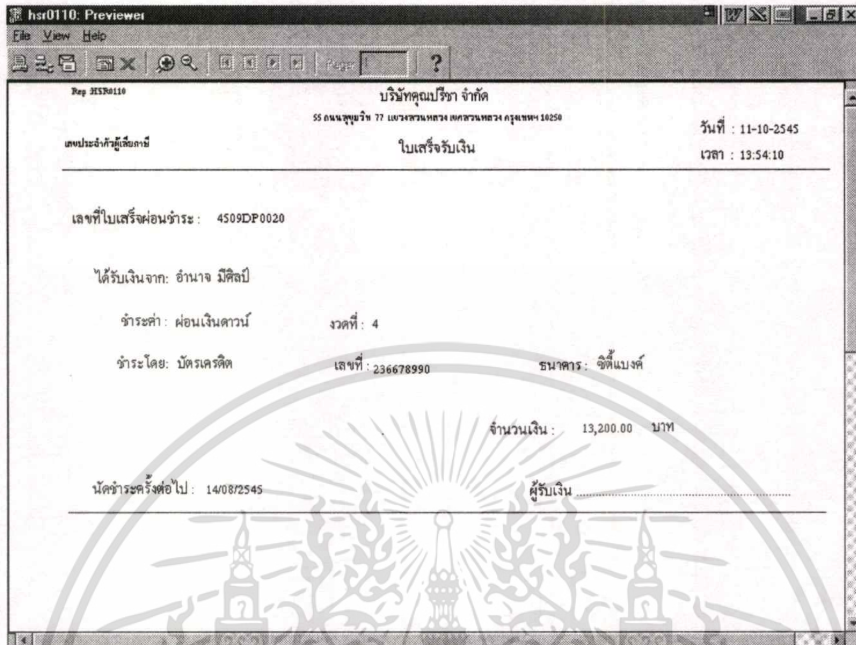 hsr0110: Previewer
File View Help
Page: 1
Rep HSR0110
บริษัทคุณปรีชา จำกัด
55 ถนนสุขุมวิท 77 แขวงสวนหลวง เขตสวนหลวง กรุงเทพฯ 10250
วันที่ : 11-10-2545
เลขประจำตัวผู้เสียภาษี
ใบเสร็จรับเงิน
เวลา : 13:54:10
เลขที่ใบเสร็จผ่อนชำระ : 4509DP0020
ได้รับเงินจาก: อำนาจ มีศิลป์
ชำระค่า : ผ่อนเงินดาวน์ งวดที่ : 4
ชำระโดย: บัตรเครดิต เลขที่ : 236678990 ธนาคาร : ซิตี้แบงค์
จำนวนเงิน : 13,200.00 บาท
นัดชำระครั้งต่อไป : 14/08/2545 ผู้รับเงิน